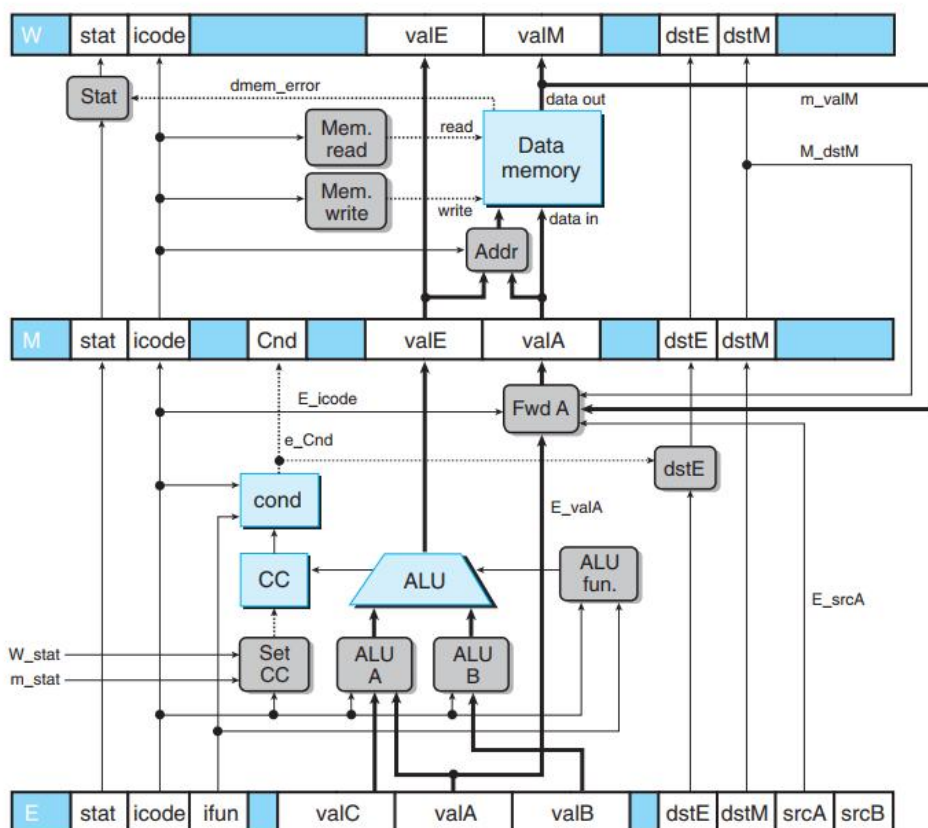 W stat icode valE valM dstE dstM
dmem_error
Stat
data out
m_valM
Mem.
read
read
Data
memory
M_dstM
Mem.
write
write
data in
Addr
M stat icode Cnd valE valA dstE dstM
E_icode
Fwd A
e_Cnd
dstE
cond
E_valA
CC
ALU
ALU
fun.
E_srcA
W_stat
m_stat
Set
CC
ALU
A
ALU
B
E stat icode ifun valC valA valB dstE dstM srcA srcB